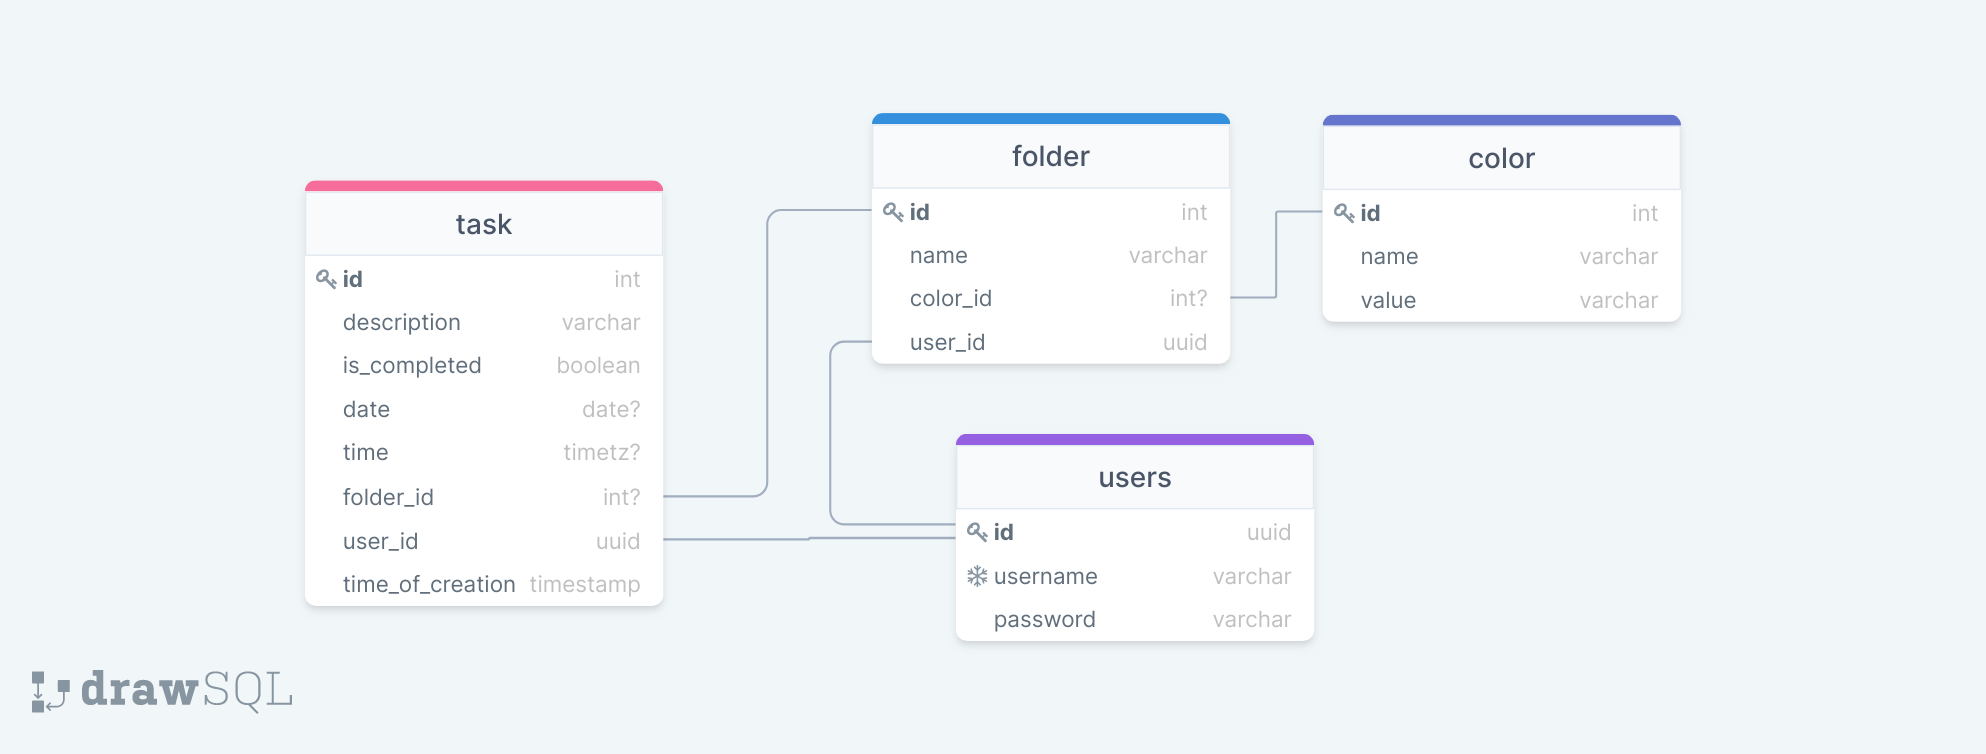 task
id int
description varchar
is_completed boolean
date date?
time timetz?
folder_id int?
user_id uuid
time_of_creation timestamp
folder
id int
name varchar
color_id int?
user_id uuid
color
id int
name varchar
value varchar
users
id uuid
username varchar
password varchar
drawSQL